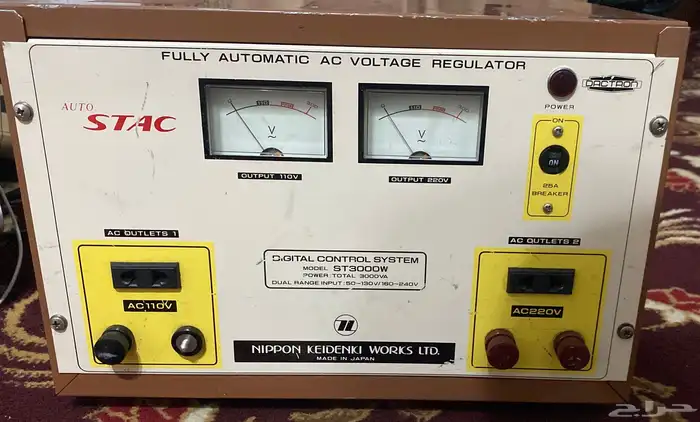 FULLY AUTOMATIC AC VOLTAGE REGULATOR
AUTO
STAC
V
V
OUTPUT 110V
OUTPUT 220V
POWER
DACTRON
ON
ON
25A
BREAKER
AC OUTLETS 1
AC110V
DIGITAL CONTROL SYSTEM
MODEL ST3000W
POWER: TOTAL 3000VA
DUAL RANGE INPUT: 50-130V/160-240V
AC OUTLETS 2
AC220V
NIPPON KEIDENKI WORKS LTD.
MADE IN JAPAN
حراج